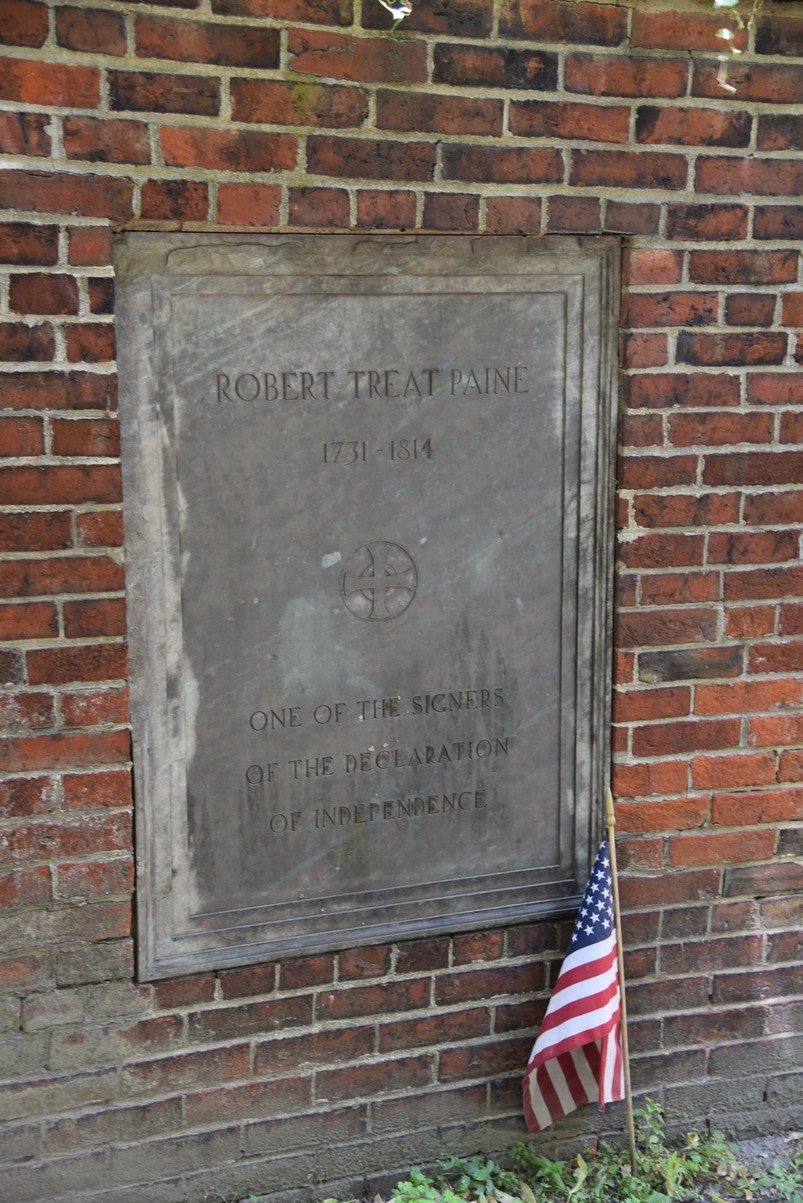 ROBERT TREAT PAINE
1731-1814
ONE OF THE SIGNERS
OF THE DECLARATION
OF INDEPENDENCE